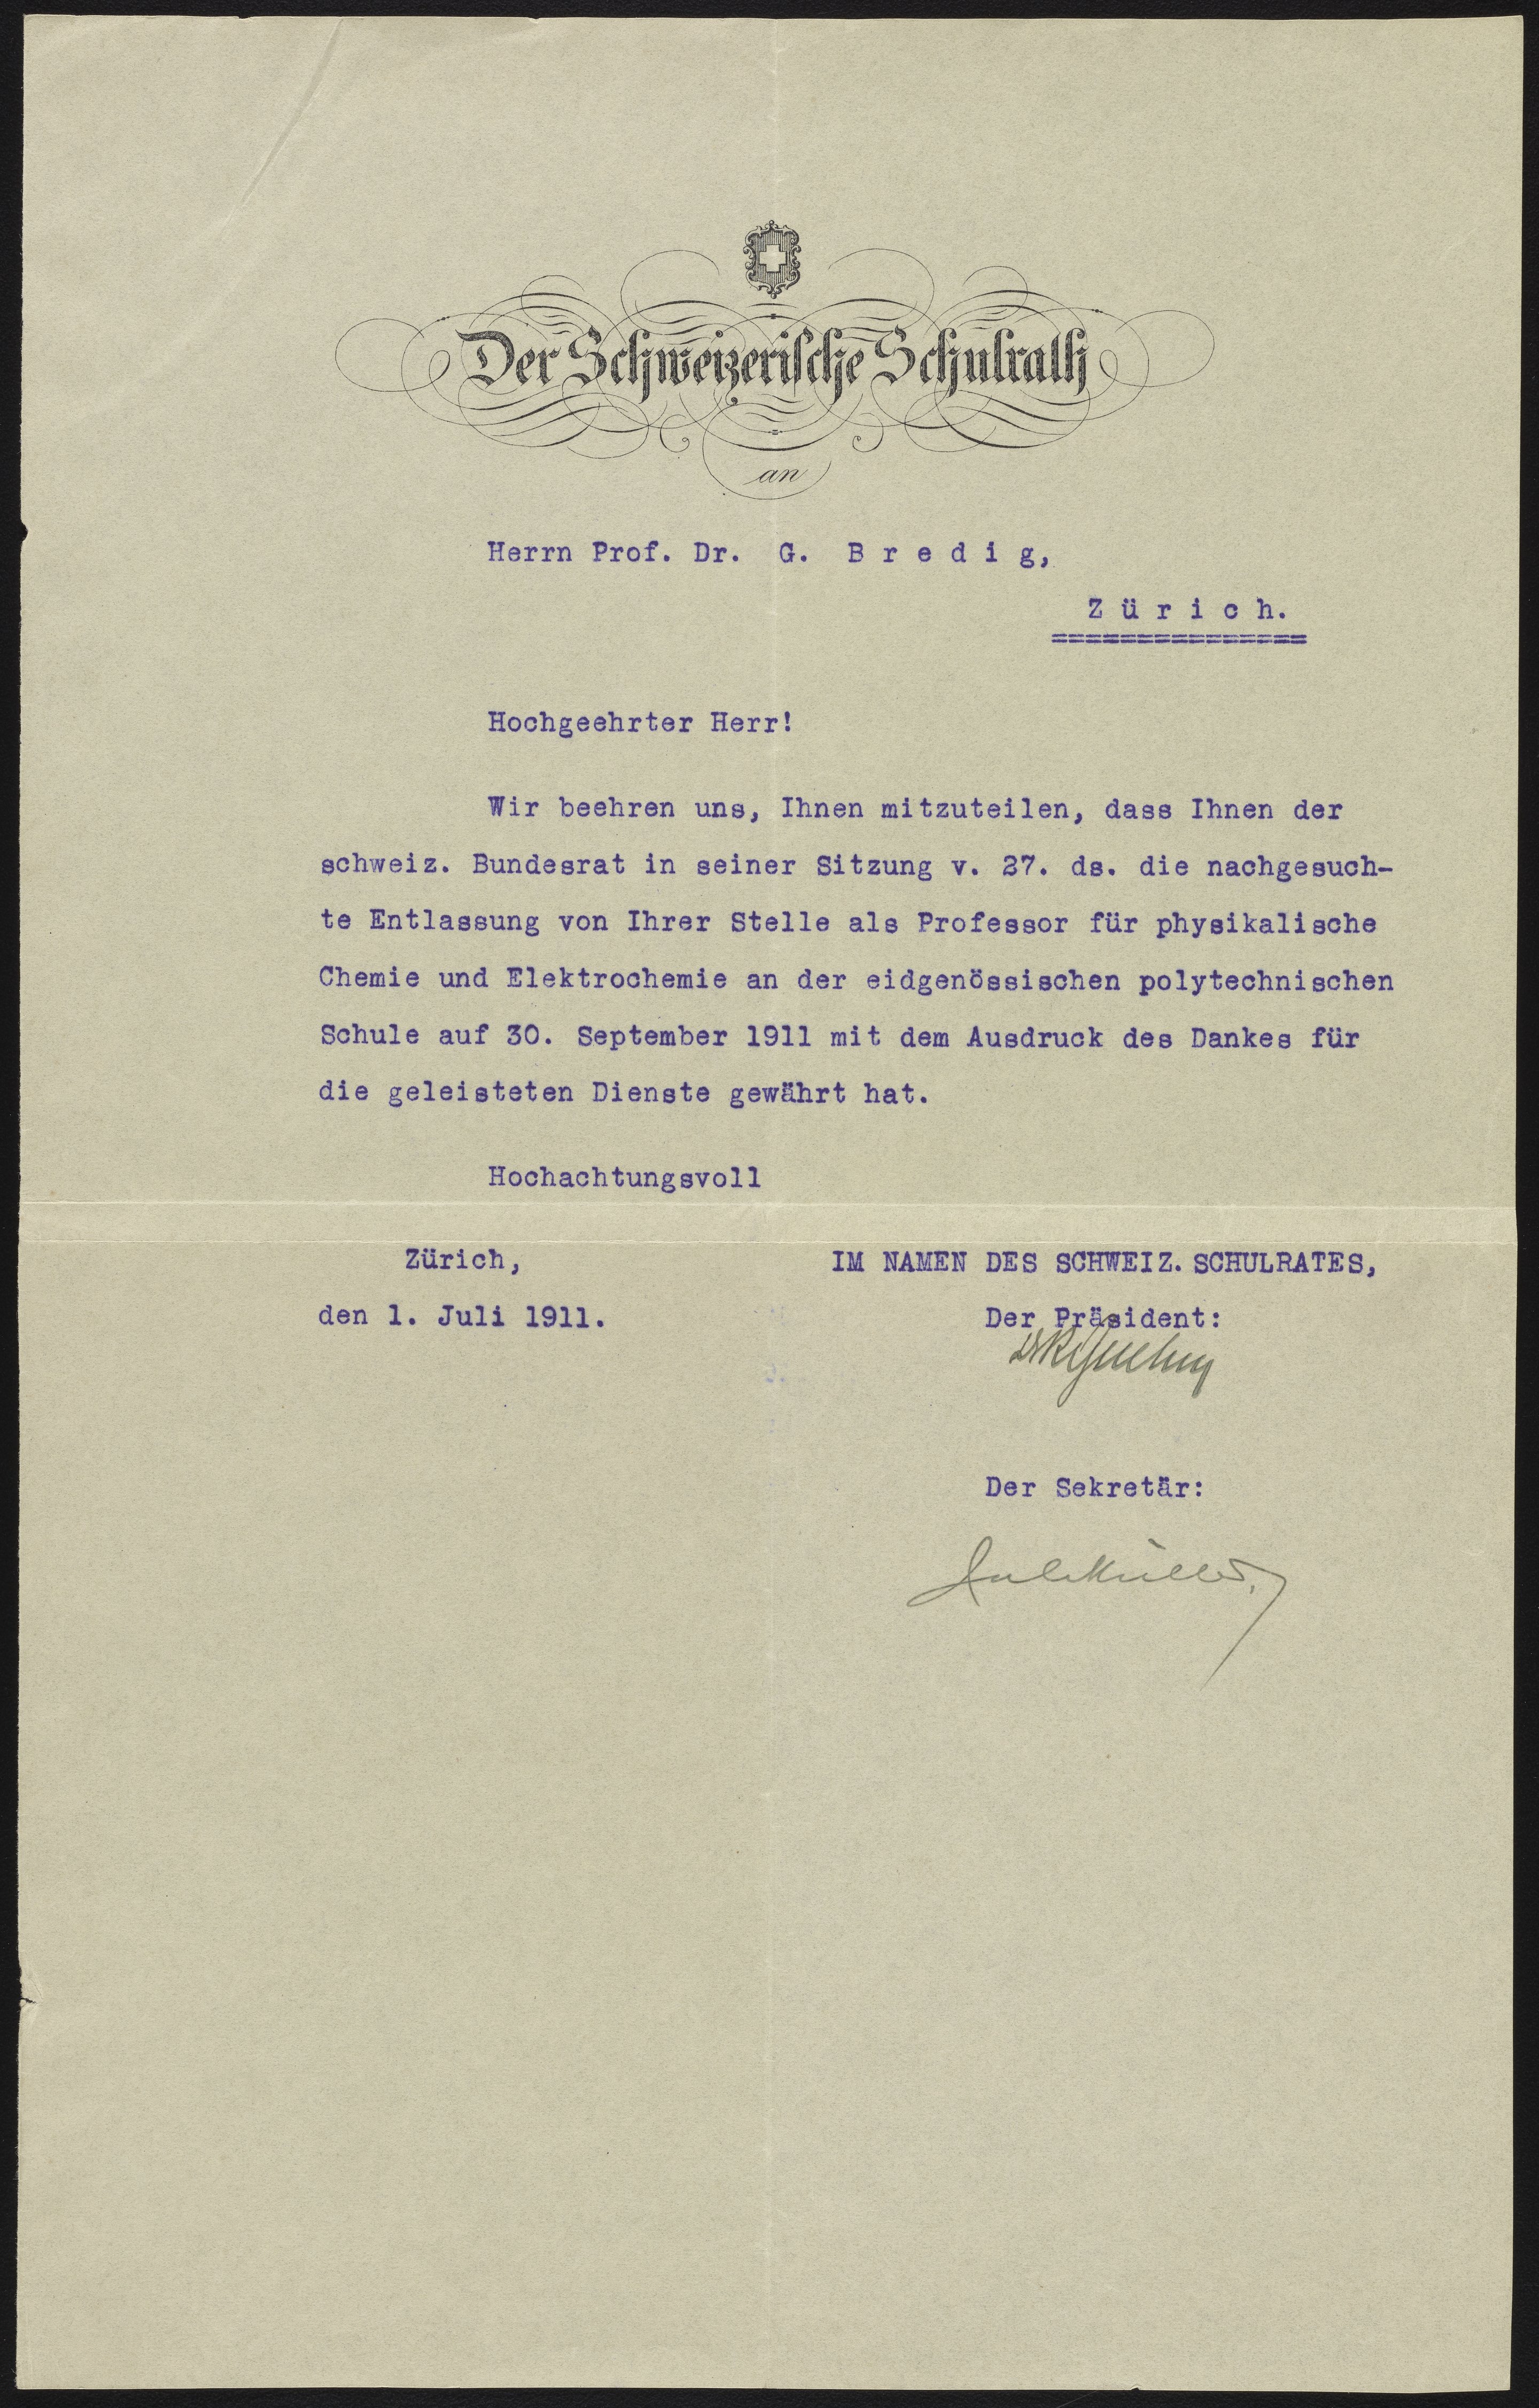 Der Schweizerische Schulrath
an
Herrn Prof. Dr. G. B r e d i g,
Z ü r i c h.
===============
Hochgeehrter Herr!
Wir beehren uns, Ihnen mitzuteilen, dass Ihnen der
schweiz. Bundesrat in seiner Sitzung v. 27. ds. die nachgesuch-
te Entlassung von Ihrer Stelle als Professor für physikalische
Chemie und Elektrochemie an der eidgenössischen polytechnischen
Schule auf 30. September 1911 mit dem Ausdruck des Dankes für
die geleisteten Dienste gewährt hat.
Hochachtungsvoll
Zürich,
den 1. Juli 1911.
IM NAMEN DES SCHWEIZ. SCHULRATES,
Der Präsident:
Der Sekretär: